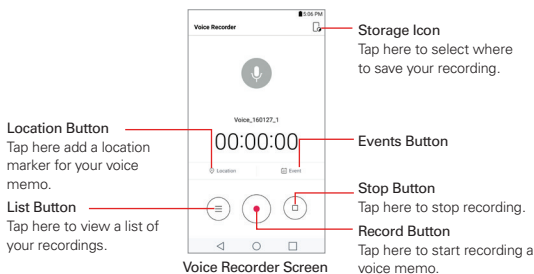 5:06 PM
Voice Recorder
Storage Icon
Tap here to select where
to save your recording.
Voice_160127_1
00:00:00
Location
Event
Location Button
Tap here add a location
marker for your voice
memo.
List Button
Tap here to view a list of
your recordings.
Events Button
Stop Button
Tap here to stop recording.
Record Button
Tap here to start recording a
voice memo.
Voice Recorder Screen